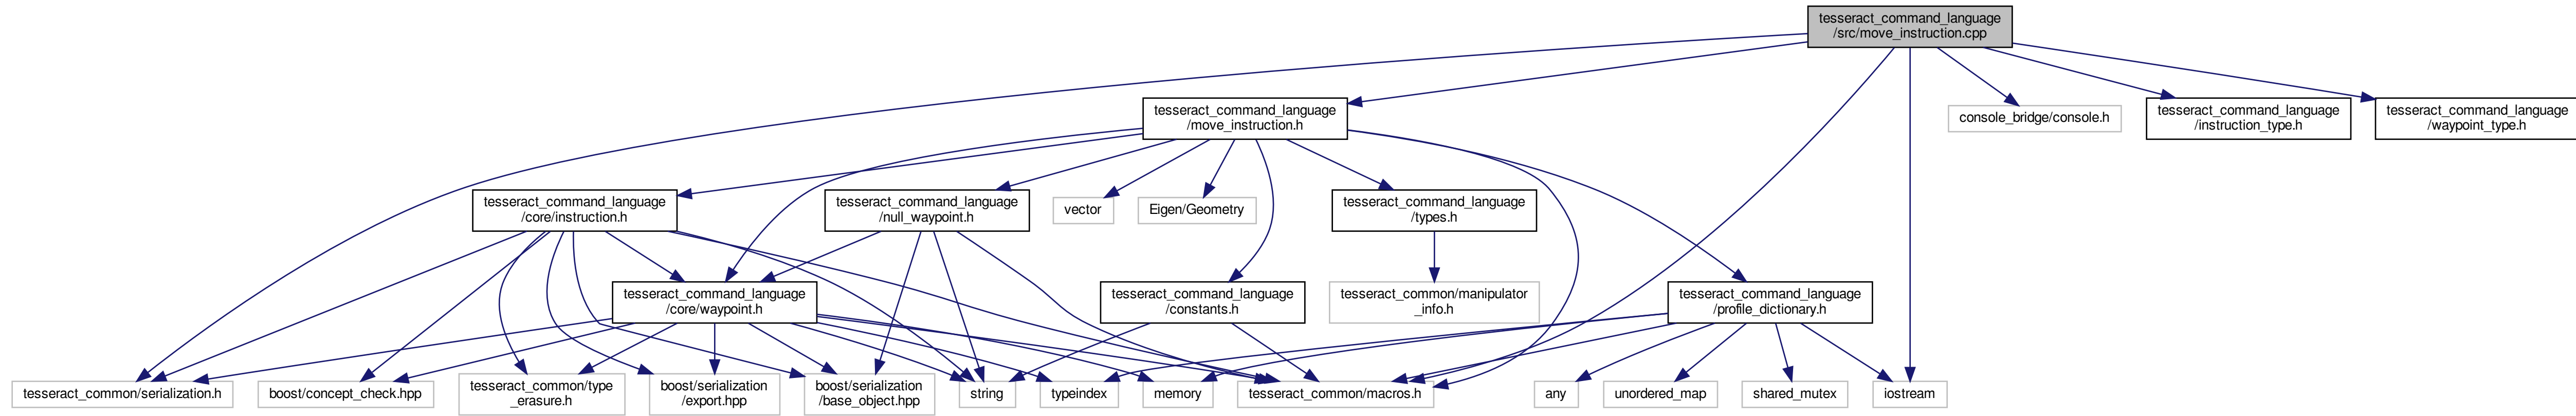 tesseract_command_language
/src/move_instruction.cpp
tesseract_command_language
/move_instruction.h
console_bridge/console.h
tesseract_command_language
/instruction_type.h
tesseract_command_language
/waypoint_type.h
tesseract_command_language
/core/instruction.h
tesseract_command_language
/null_waypoint.h
vector
Eigen/Geometry
tesseract_command_language
/types.h
tesseract_command_language
/core/waypoint.h
tesseract_command_language
/constants.h
tesseract_common/manipulator
_info.h
tesseract_command_language
/profile_dictionary.h
tesseract_common/serialization.h
boost/concept_check.hpp
tesseract_common/type
_erasure.h
boost/serialization
/export.hpp
boost/serialization
/base_object.hpp
string
typeindex
memory
tesseract_common/macros.h
any
unordered_map
shared_mutex
iostream